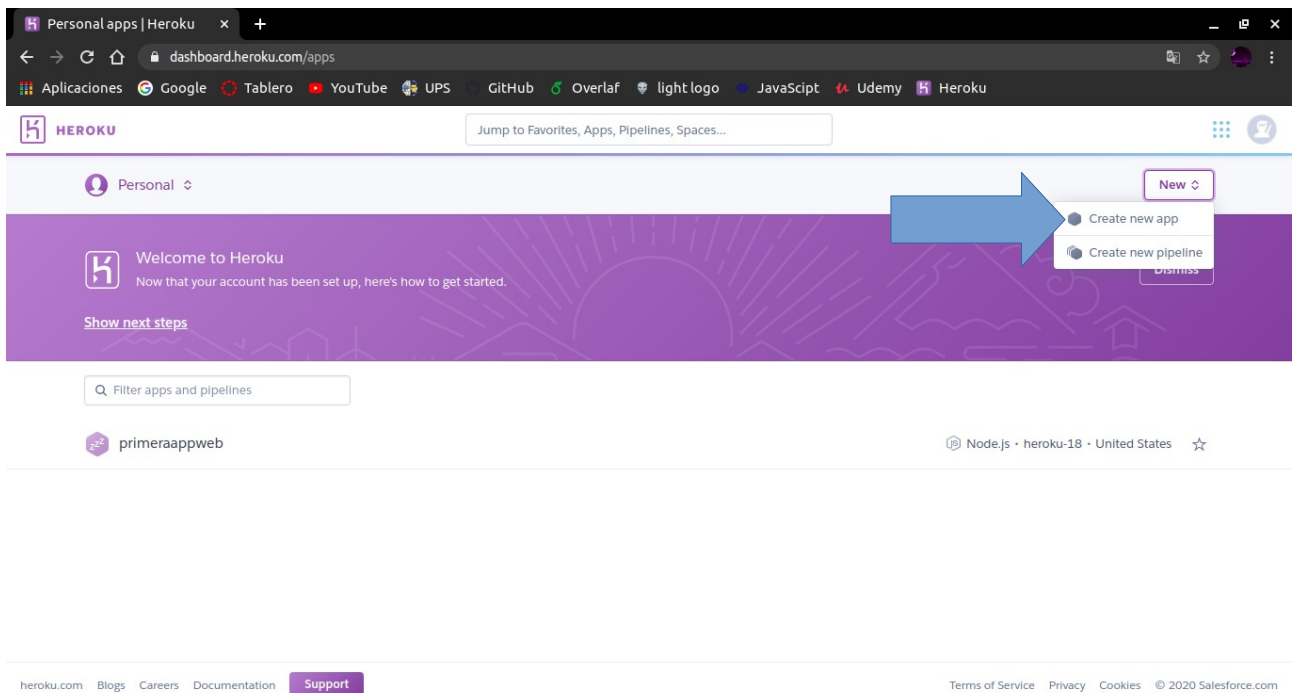 Personal apps | Heroku
dashboard.heroku.com/apps
Aplicaciones Google Tablero YouTube UPS GitHub Overlaf light logo JavaScipt Udemy Heroku
HEROKU
Jump to Favorites, Apps, Pipelines, Spaces...
Personal
New
Create new app
Create new pipeline
Dismiss
Welcome to Heroku
Now that your account has been set up, here's how to get started.
Show next steps
Filter apps and pipelines
zzz primeraappweb
JS Node.js · heroku-18 · United States
heroku.com Blogs Careers Documentation Support Terms of Service Privacy Cookies © 2020 Salesforce.com